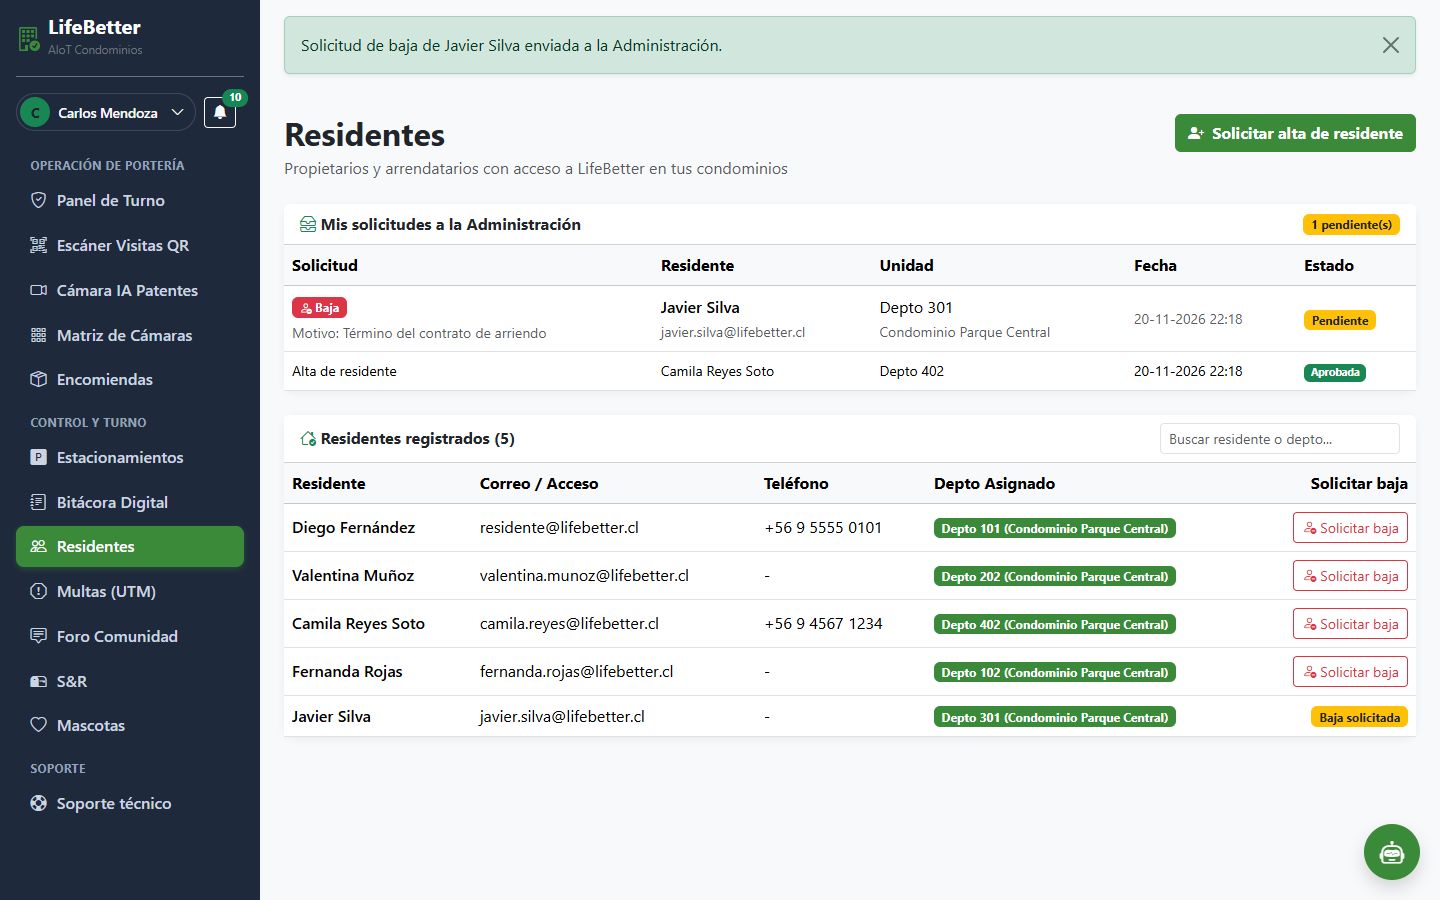 LifeBetter
AIoT Condominios
C Carlos Mendoza
10
OPERACIÓN DE PORTERÍA
Panel de Turno
Escáner Visitas QR
Cámara IA Patentes
Matriz de Cámaras
Encomiendas
CONTROL Y TURNO
P Estacionamientos
Bitácora Digital
Residentes
Multas (UTM)
Foro Comunidad
S&R
Mascotas
SOPORTE
Soporte técnico
Solicitud de baja de Javier Silva enviada a la Administración.
Residentes
Propietarios y arrendatarios con acceso a LifeBetter en tus condominios
Solicitar alta de residente
Mis solicitudes a la Administración 1 pendiente(s)
Solicitud Residente Unidad Fecha Estado
Baja Javier Silva Depto 301 20-11-2026 22:18 Pendiente
Motivo: Término del contrato de arriendo javier.silva@lifebetter.cl Condominio Parque Central
Alta de residente Camila Reyes Soto Depto 402 20-11-2026 22:18 Aprobada
Residentes registrados (5) Buscar residente o depto...
Residente Correo / Acceso Teléfono Depto Asignado Solicitar baja
Diego Fernández residente@lifebetter.cl +56 9 5555 0101 Depto 101 (Condominio Parque Central) Solicitar baja
Valentina Muñoz valentina.munoz@lifebetter.cl - Depto 202 (Condominio Parque Central) Solicitar baja
Camila Reyes Soto camila.reyes@lifebetter.cl +56 9 4567 1234 Depto 402 (Condominio Parque Central) Solicitar baja
Fernanda Rojas fernanda.rojas@lifebetter.cl - Depto 102 (Condominio Parque Central) Solicitar baja
Javier Silva javier.silva@lifebetter.cl - Depto 301 (Condominio Parque Central) Baja solicitada